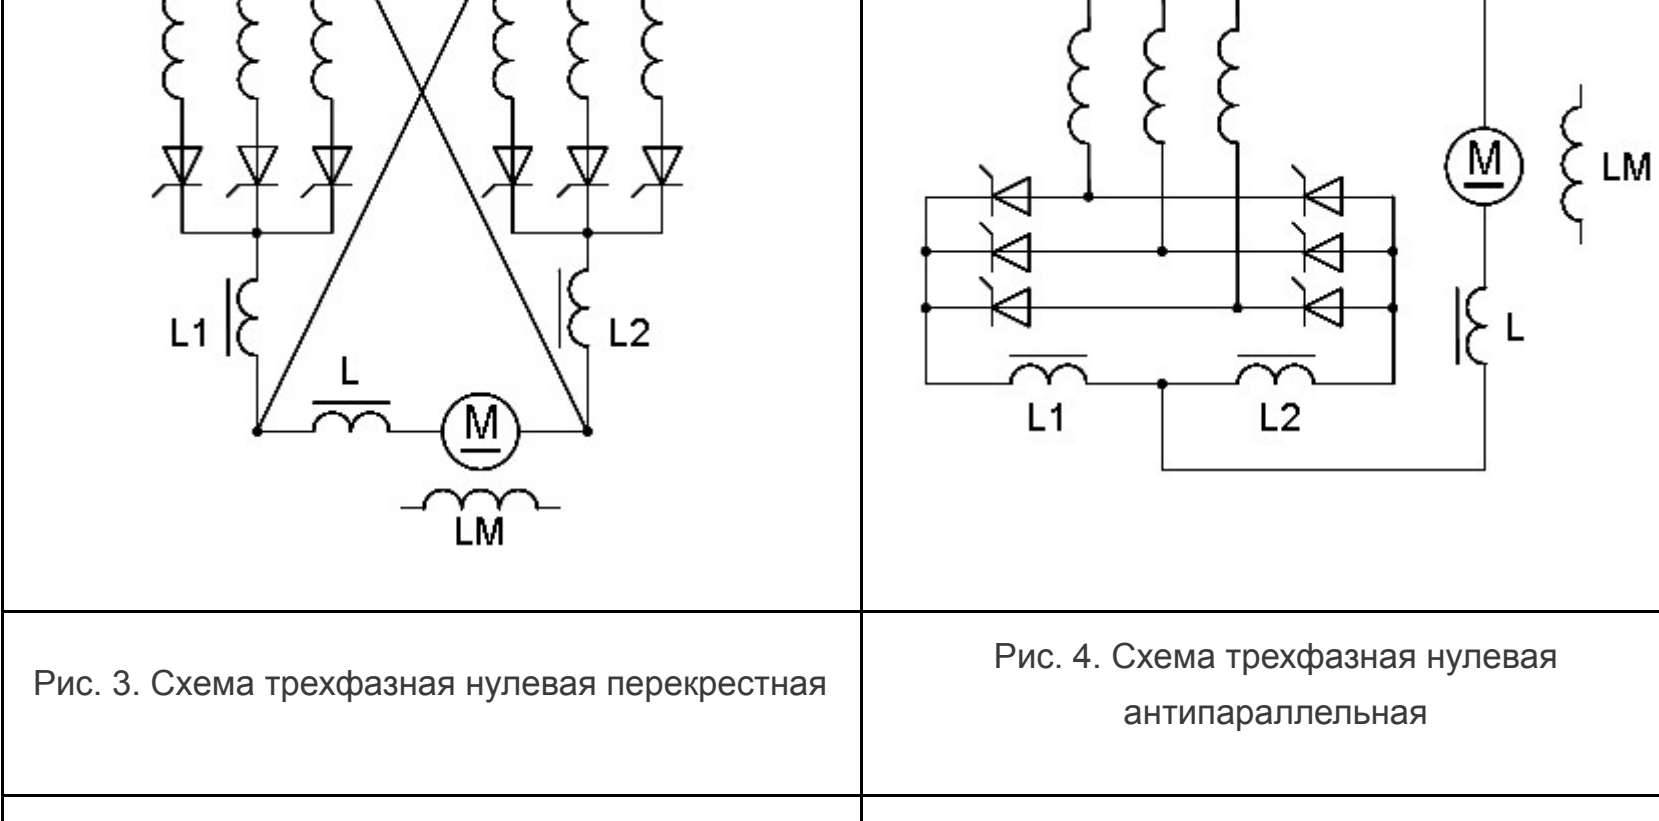 L1
L
L2
M
LM
M
LM
L
L1
L2
Рис. 3. Схема трехфазная нулевая перекрестная
Рис. 4. Схема трехфазная нулевая
антипараллельная